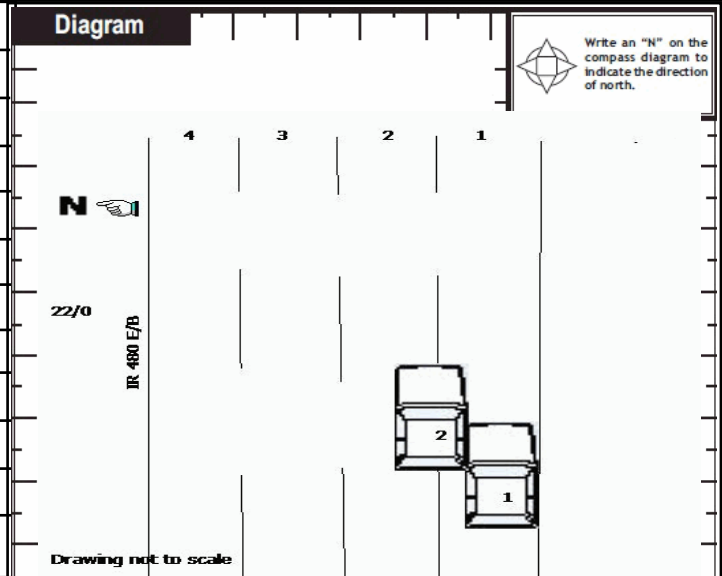 Diagram
Write an “N” on the
compass diagram to
indicate the direction
of north.
4 3 2 1
N
22/0
IR 480 E/B
2
1
Drawing not to scale